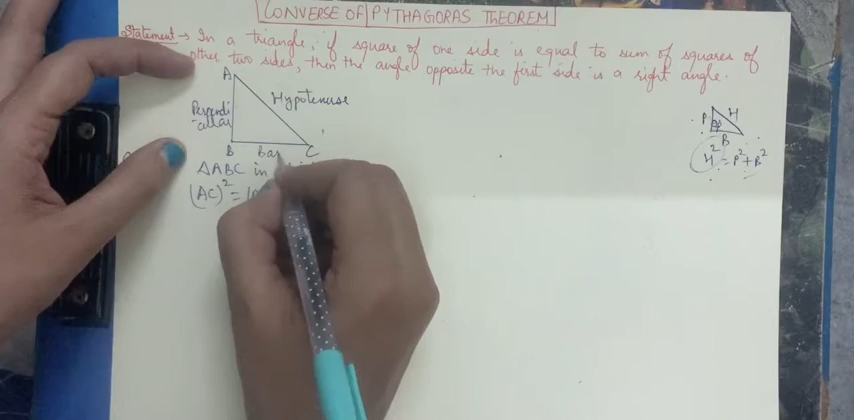 CONVERSE OF PYTHAGORAS THEOREM
Statement → In a triangle, if square of one side is equal to sum of squares of
other two sides, then the angle opposite the first side is a right angle.
A
Hypotenuse
Perpendi
-cular
B
C
ΔABC in
(AC)² =
P
H
B
H² = P² + B²